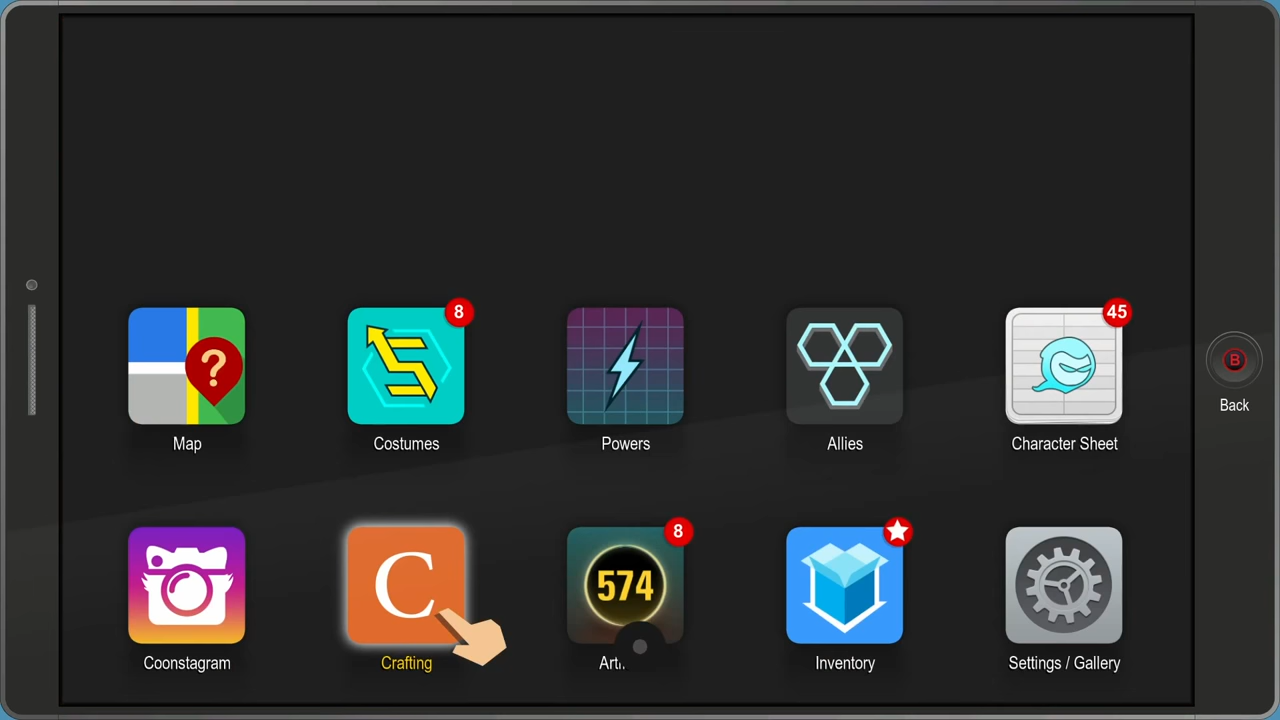 8
45
?
Map
Costumes
Powers
Allies
Character Sheet
B
Back
8
C
574
Coonstagram
Crafting
Inventory
Settings / Gallery